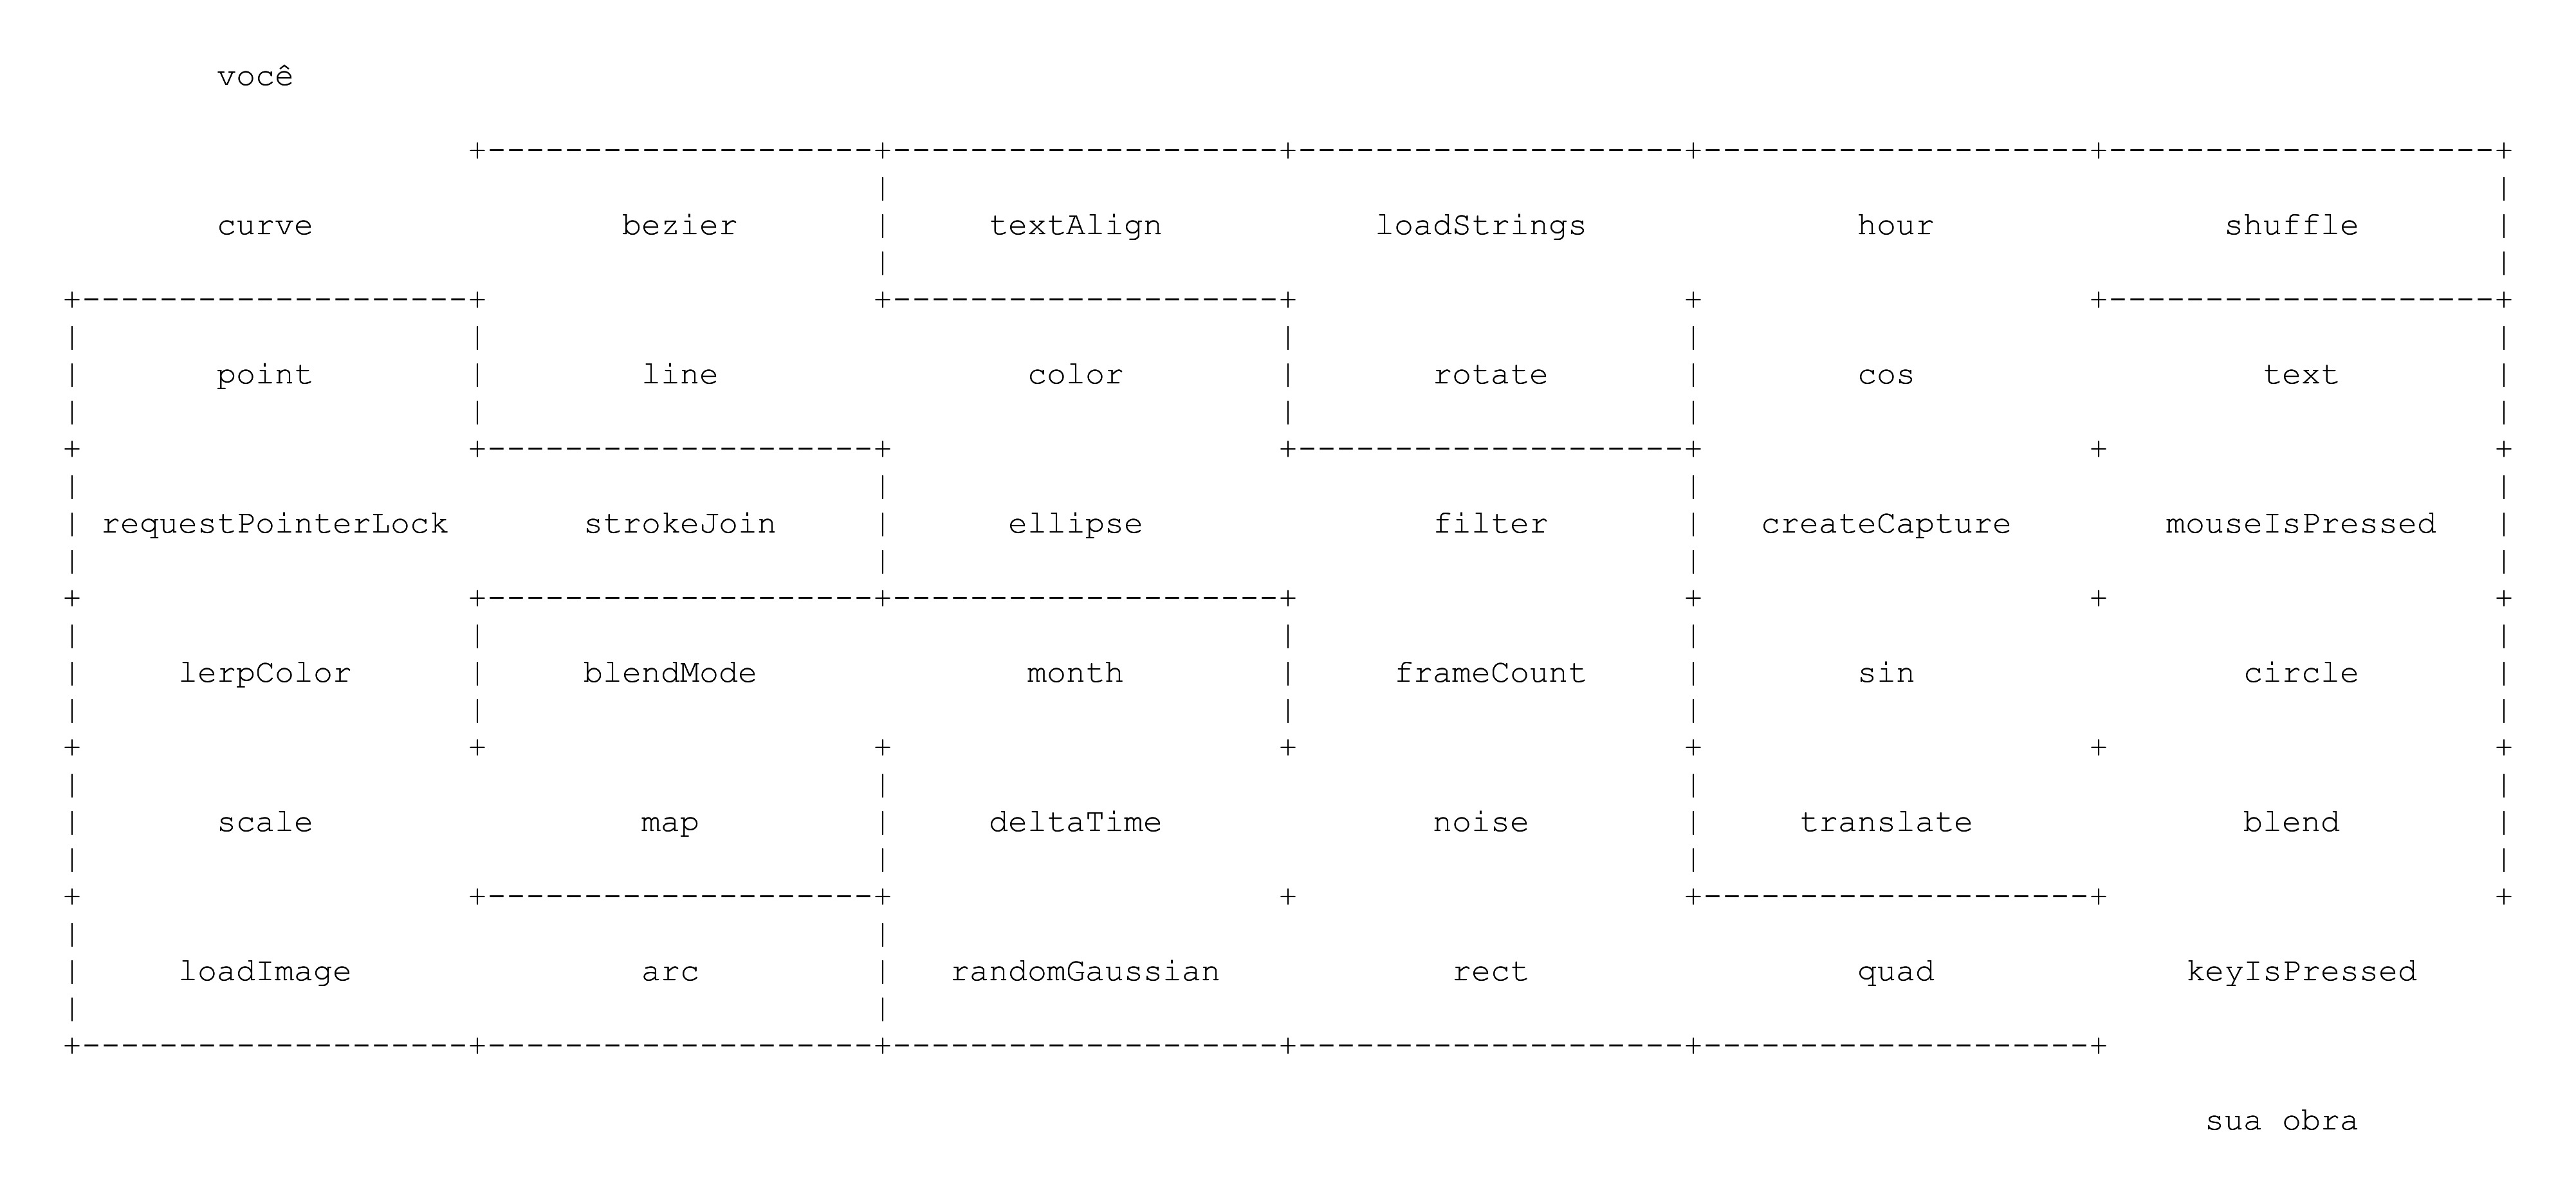 você
curve bezier textAlign loadStrings hour shuffle
point line color rotate cos text
requestPointerLock strokeJoin ellipse filter createCapture mouseIsPressed
lerpColor blendMode month frameCount sin circle
scale map deltaTime noise translate blend
loadImage arc randomGaussian rect quad keyIsPressed
sua obra